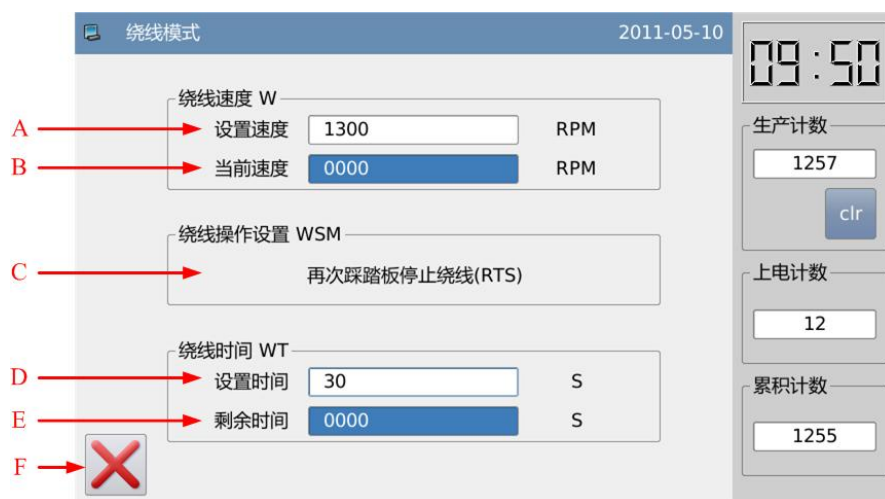 绕线模式 2011-05-10
09:50
绕线速度 W
A 设置速度 1300 RPM
B 当前速度 0000 RPM
绕线操作设置 WSM
C 再次踩踏板停止绕线(RTS)
绕线时间 WT
D 设置时间 30 S
E 剩余时间 0000 S
F
生产计数
1257
clr
上电计数
12
累积计数
1255